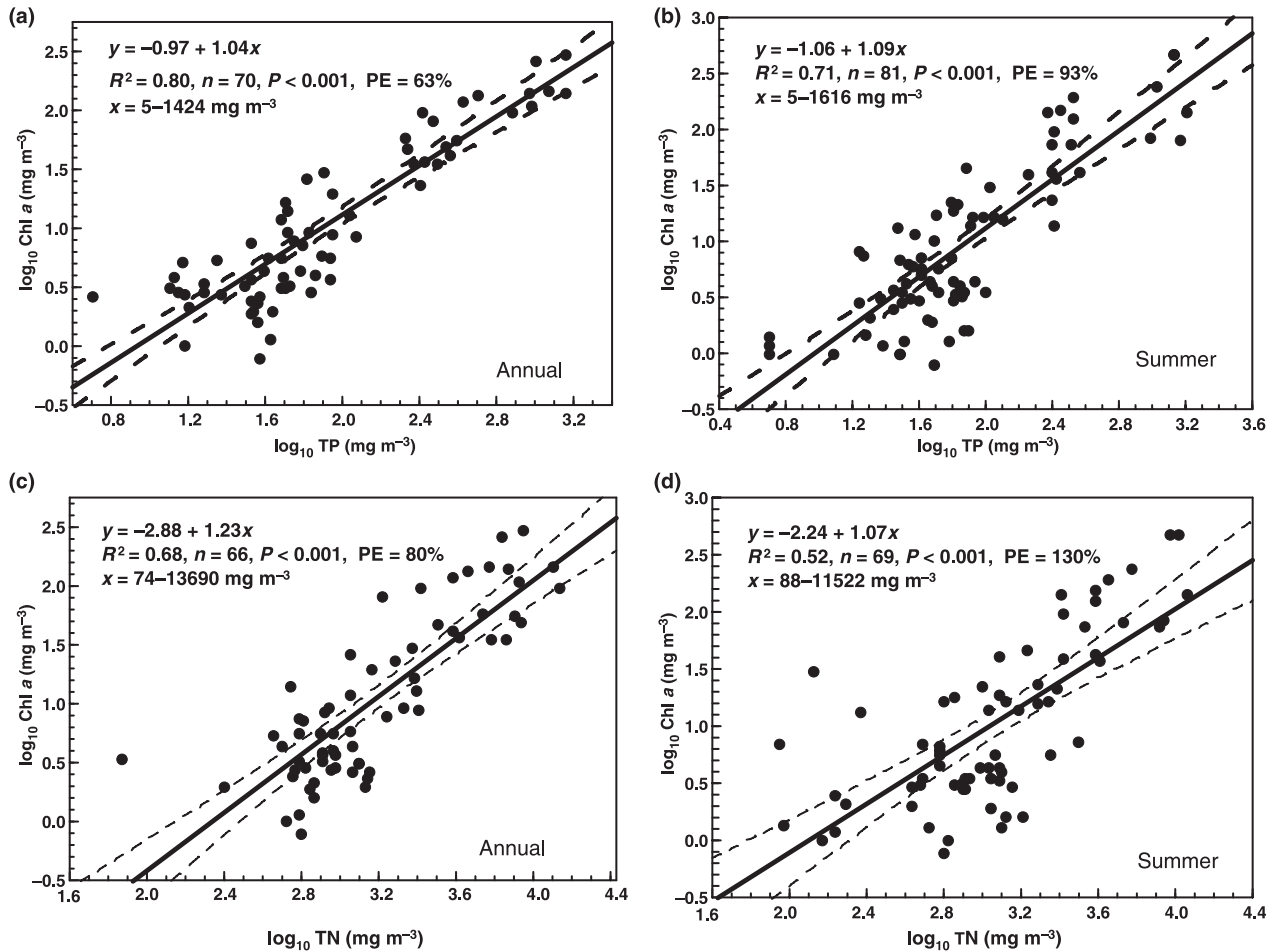 (a)
y = –0.97 + 1.04x
R² = 0.80, n = 70, P < 0.001, PE = 63%
x = 5–1424 mg m⁻³
2.5
2.0
1.5
1.0
0.5
0.0
–0.5
log₁₀ Chl a (mg m⁻³)
Annual
0.8 1.2 1.6 2.0 2.4 2.8 3.2
log₁₀ TP (mg m⁻³)
(b)
y = –1.06 + 1.09x
R² = 0.71, n = 81, P < 0.001, PE = 93%
x = 5–1616 mg m⁻³
3.0
2.5
2.0
1.5
1.0
0.5
0.0
–0.5
log₁₀ Chl a (mg m⁻³)
Summer
0.4 0.8 1.2 1.6 2.0 2.4 2.8 3.2 3.6
log₁₀ TP (mg m⁻³)
(c)
y = –2.88 + 1.23x
R² = 0.68, n = 66, P < 0.001, PE = 80%
x = 74–13690 mg m⁻³
2.5
2.0
1.5
1.0
0.5
0.0
–0.5
log₁₀ Chl a (mg m⁻³)
Annual
1.6 2.0 2.4 2.8 3.2 3.6 4.0 4.4
log₁₀ TN (mg m⁻³)
(d)
y = –2.24 + 1.07x
R² = 0.52, n = 69, P < 0.001, PE = 130%
x = 88–11522 mg m⁻³
3.0
2.5
2.0
1.5
1.0
0.5
0.0
–0.5
log₁₀ Chl a (mg m⁻³)
Summer
1.6 2.0 2.4 2.8 3.2 3.6 4.0 4.4
log₁₀ TN (mg m⁻³)